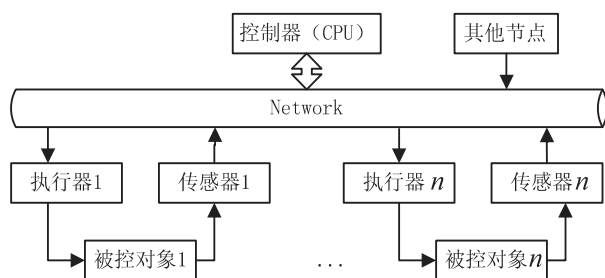 控制器（CPU）
其他节点
Network
执行器1
传感器1
执行器n
传感器n
被控对象1
...
被控对象n